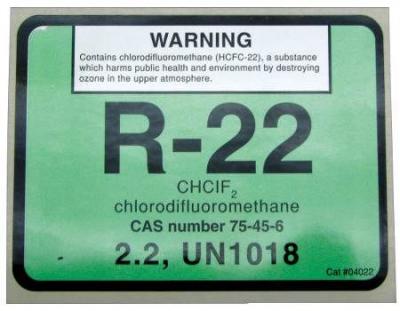 WARNING
Contains chlorodifluoromethane (HCFC-22), a substance
which harms public health and environment by destroying
ozone in the upper atmosphere.
R-22
CHClF₂
chlorodifluoromethane
CAS number 75-45-6
2.2, UN1018
Cat #04022